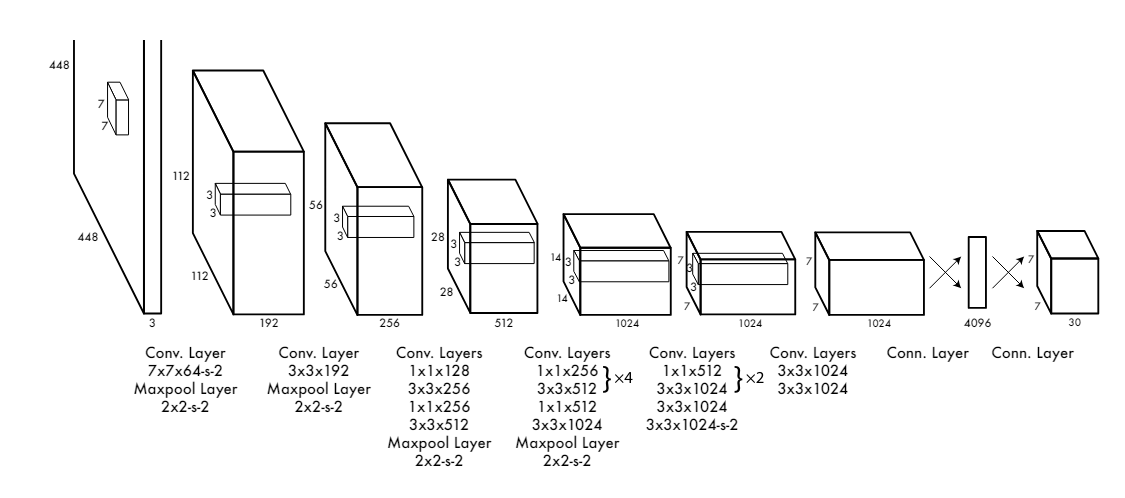 448
7
7
448
3
112
3
3
112
192
56
3
3
56
256
28
3
3
28
512
14
3
3
14
1024
7
3
3
7
1024
7
7
1024
4096
7
7
30
Conv. Layer
7x7x64-s-2
Maxpool Layer
2x2-s-2
Conv. Layer
3x3x192
Maxpool Layer
2x2-s-2
Conv. Layers
1x1x128
3x3x256
1x1x256
3x3x512
Maxpool Layer
2x2-s-2
Conv. Layers
1x1x256
3x3x512
}×4
1x1x512
3x3x1024
Maxpool Layer
2x2-s-2
Conv. Layers
1x1x512
3x3x1024
}×2
3x3x1024
3x3x1024-s-2
Conv. Layers
3x3x1024
3x3x1024
Conn. Layer
Conn. Layer